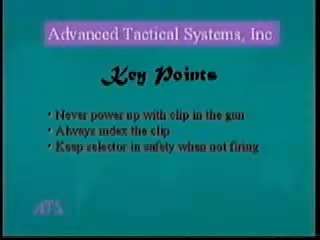 Advanced Tactical Systems, Inc
Key Points
• Never power up with clip in the gun
• Always index the clip
• Keep selector in safety when not firing
ATS